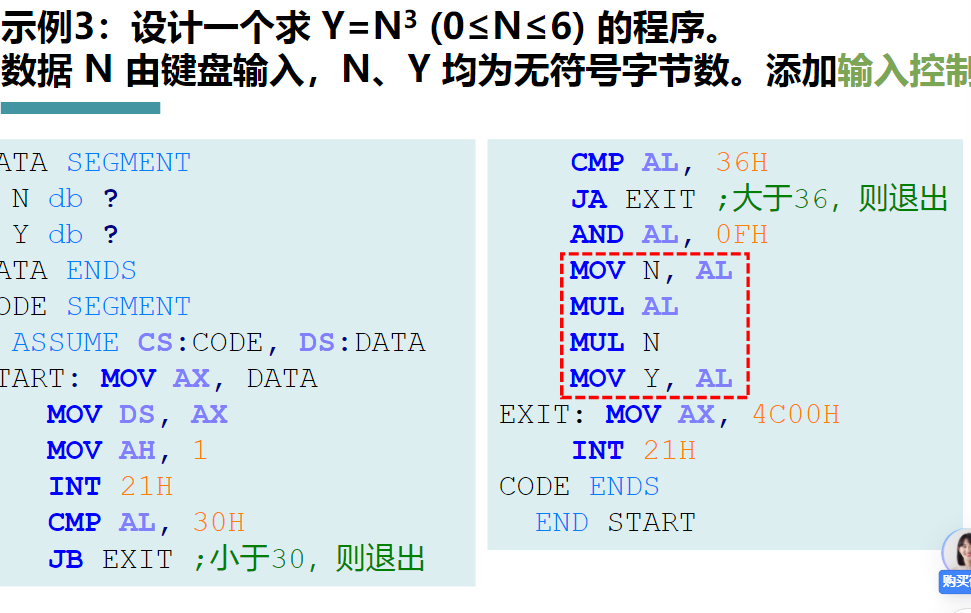 示例3：设计一个求 Y=N³ (0≤N≤6) 的程序。
数据 N 由键盘输入，N、Y 均为无符号字节数。添加输入控制
ATA SEGMENT
N db ?
Y db ?
ATA ENDS
ODE SEGMENT
ASSUME CS:CODE, DS:DATA
TART: MOV AX, DATA
MOV DS, AX
MOV AH, 1
INT 21H
CMP AL, 30H
JB EXIT ;小于30，则退出
CMP AL, 36H
JA EXIT ;大于36，则退出
AND AL, 0FH
MOV N, AL
MUL AL
MUL N
MOV Y, AL
EXIT: MOV AX, 4C00H
INT 21H
CODE ENDS
END START
购买